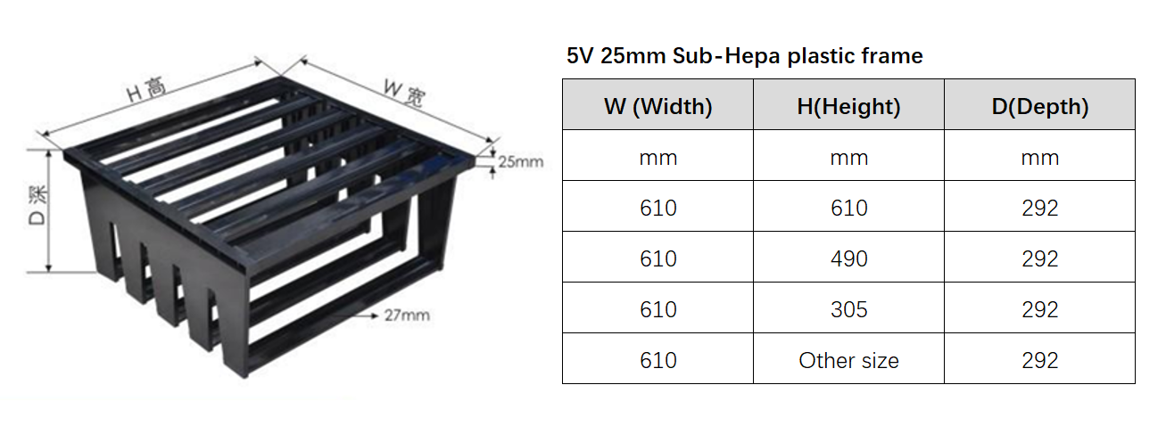 H 高
W 宽
25mm
D 深
27mm
5V 25mm Sub-Hepa plastic frame
W (Width) H(Height) D(Depth)
mm mm mm
610 610 292
610 490 292
610 305 292
610 Other size 292